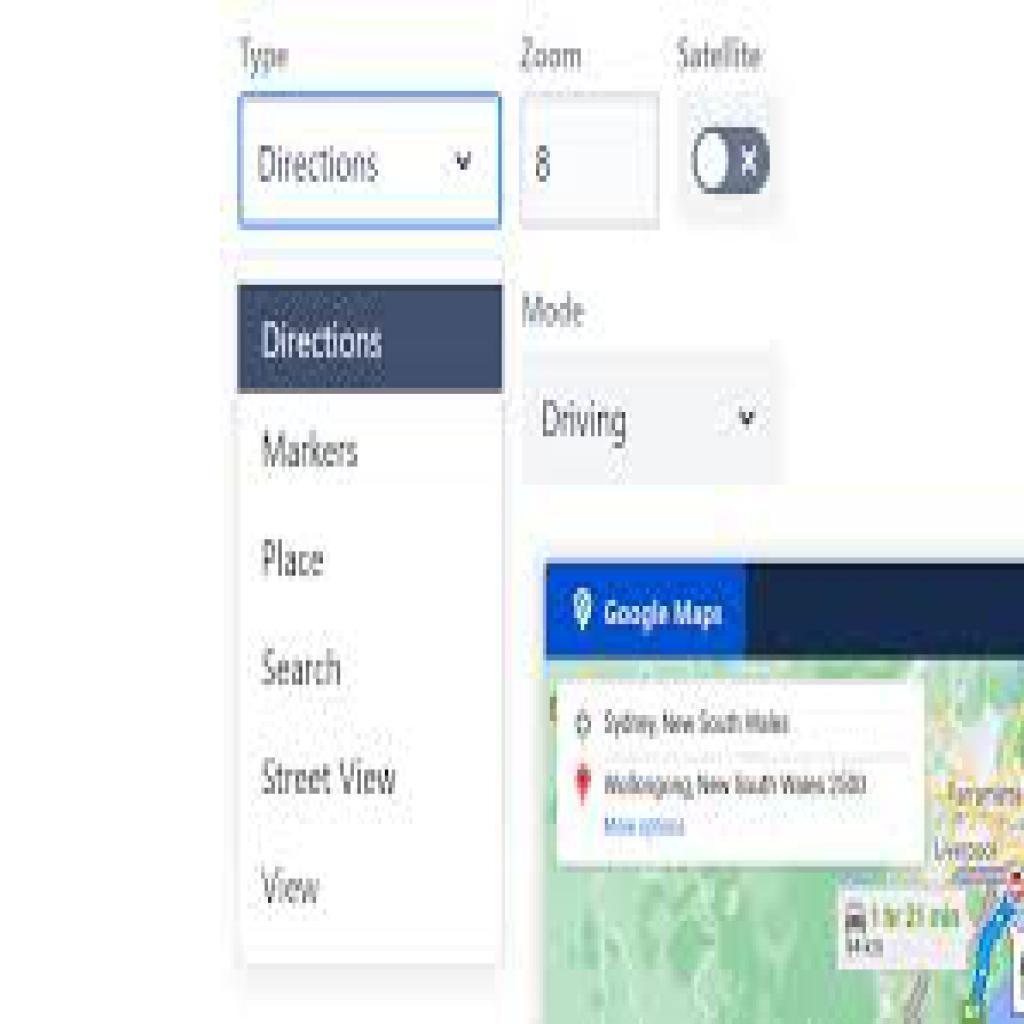 Type
Zoom
Satellite
Directions
8
Directions
Mode
Markers
Driving
Place
Google Maps
Search
Sydney, New South Wales
Street View
Wollongong, New South Wales 2500
More options
Liverpool
View
1 hr 21 min